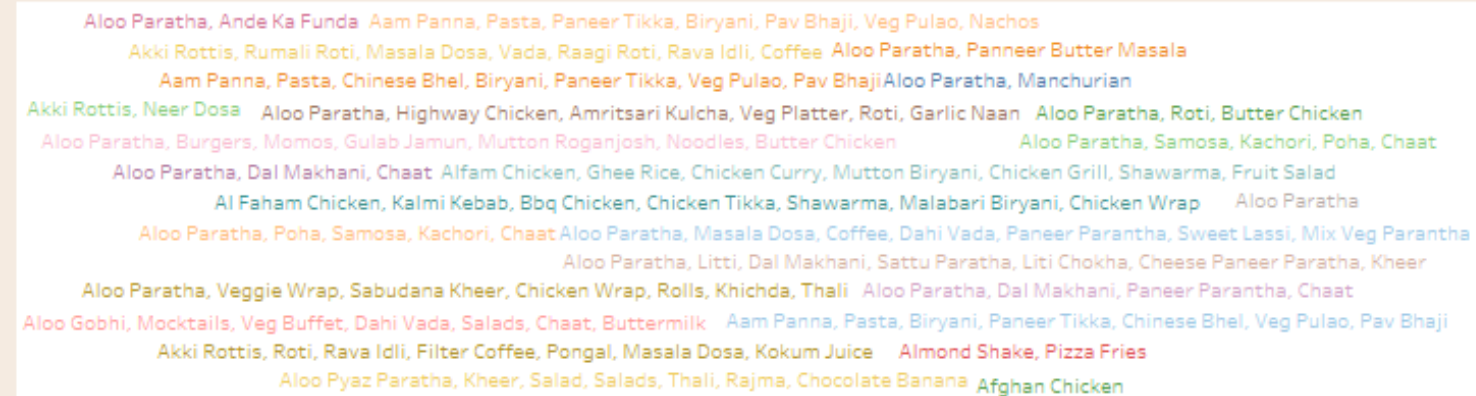 Aloo Paratha, Ande Ka Funda Aam Panna, Pasta, Paneer Tikka, Biryani, Pav Bhaji, Veg Pulao, Nachos
Akki Rottis, Rumali Roti, Masala Dosa, Vada, Raagi Roti, Rava Idli, Coffee Aloo Paratha, Panneer Butter Masala
Aam Panna, Pasta, Chinese Bhel, Biryani, Paneer Tikka, Veg Pulao, Pav Bhaji Aloo Paratha, Manchurian
Akki Rottis, Neer Dosa Aloo Paratha, Highway Chicken, Amritsari Kulcha, Veg Platter, Roti, Garlic Naan Aloo Paratha, Roti, Butter Chicken
Aloo Paratha, Burgers, Momos, Gulab Jamun, Mutton Roganjosh, Noodles, Butter Chicken Aloo Paratha, Samosa, Kachori, Poha, Chaat
Aloo Paratha, Dal Makhani, Chaat Alfam Chicken, Ghee Rice, Chicken Curry, Mutton Biryani, Chicken Grill, Shawarma, Fruit Salad
Al Faham Chicken, Kalmi Kebab, Bbq Chicken, Chicken Tikka, Shawarma, Malabari Biryani, Chicken Wrap Aloo Paratha
Aloo Paratha, Poha, Samosa, Kachori, Chaat Aloo Paratha, Masala Dosa, Coffee, Dahi Vada, Paneer Parantha, Sweet Lassi, Mix Veg Parantha
Aloo Paratha, Litti, Dal Makhani, Sattu Paratha, Liti Chokha, Cheese Paneer Paratha, Kheer
Aloo Paratha, Veggie Wrap, Sabudana Kheer, Chicken Wrap, Rolls, Khichda, Thali Aloo Paratha, Dal Makhani, Paneer Parantha, Chaat
Aloo Gobhi, Mocktails, Veg Buffet, Dahi Vada, Salads, Chaat, Buttermilk Aam Panna, Pasta, Biryani, Paneer Tikka, Chinese Bhel, Veg Pulao, Pav Bhaji
Akki Rottis, Roti, Rava Idli, Filter Coffee, Pongal, Masala Dosa, Kokum Juice Almond Shake, Pizza Fries
Aloo Pyaz Paratha, Kheer, Salad, Salads, Thali, Rajma, Chocolate Banana Afghan Chicken